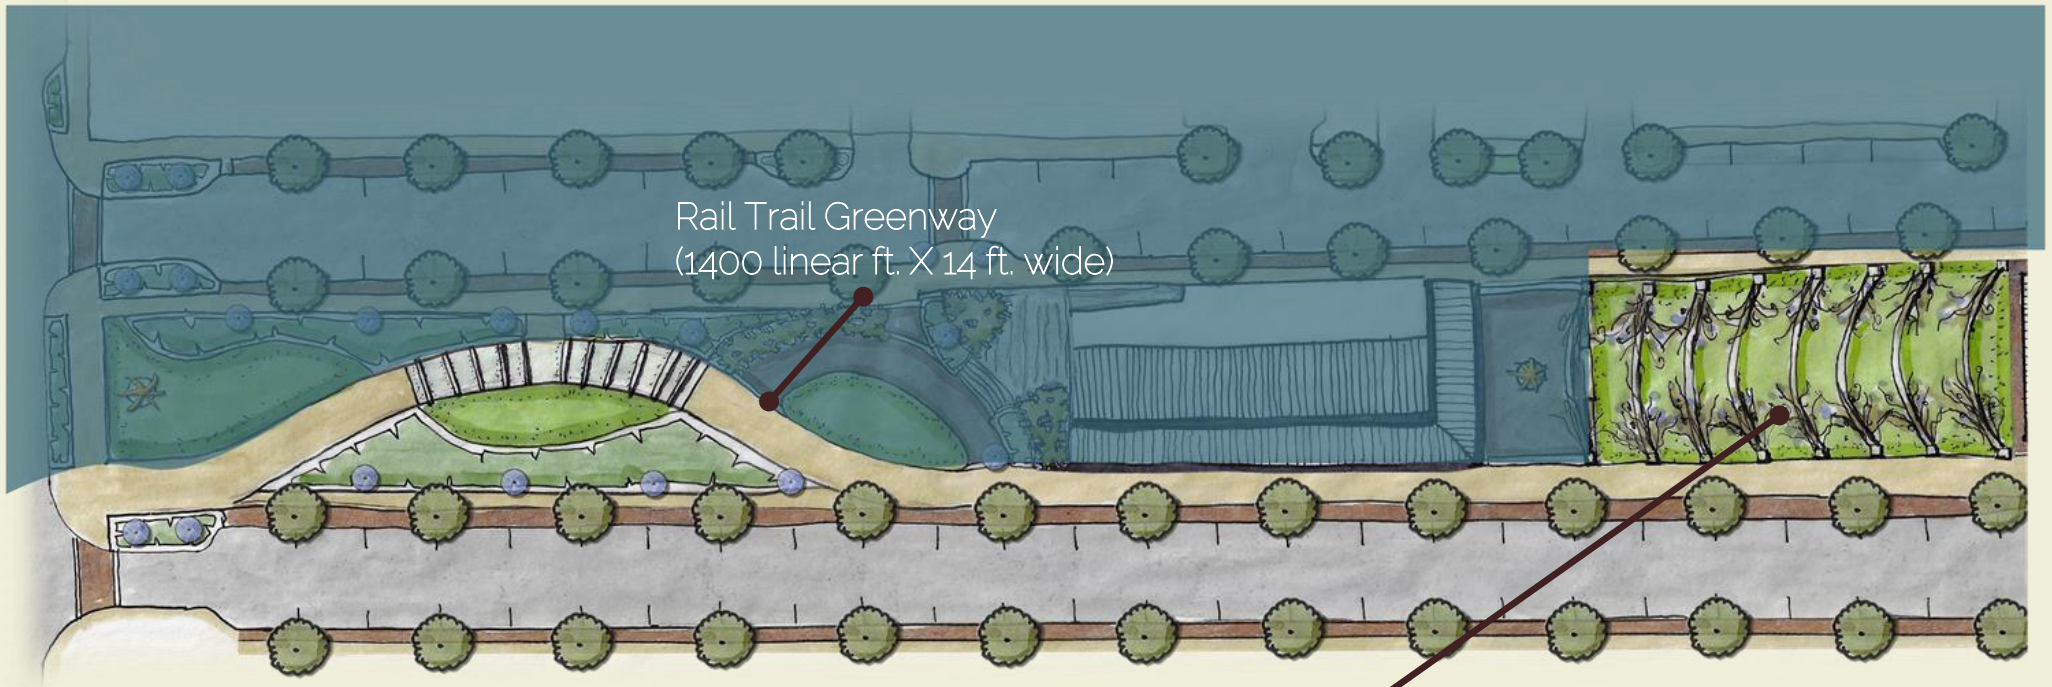 Rail Trail Greenway
(1400 linear ft. X 14 ft. wide)